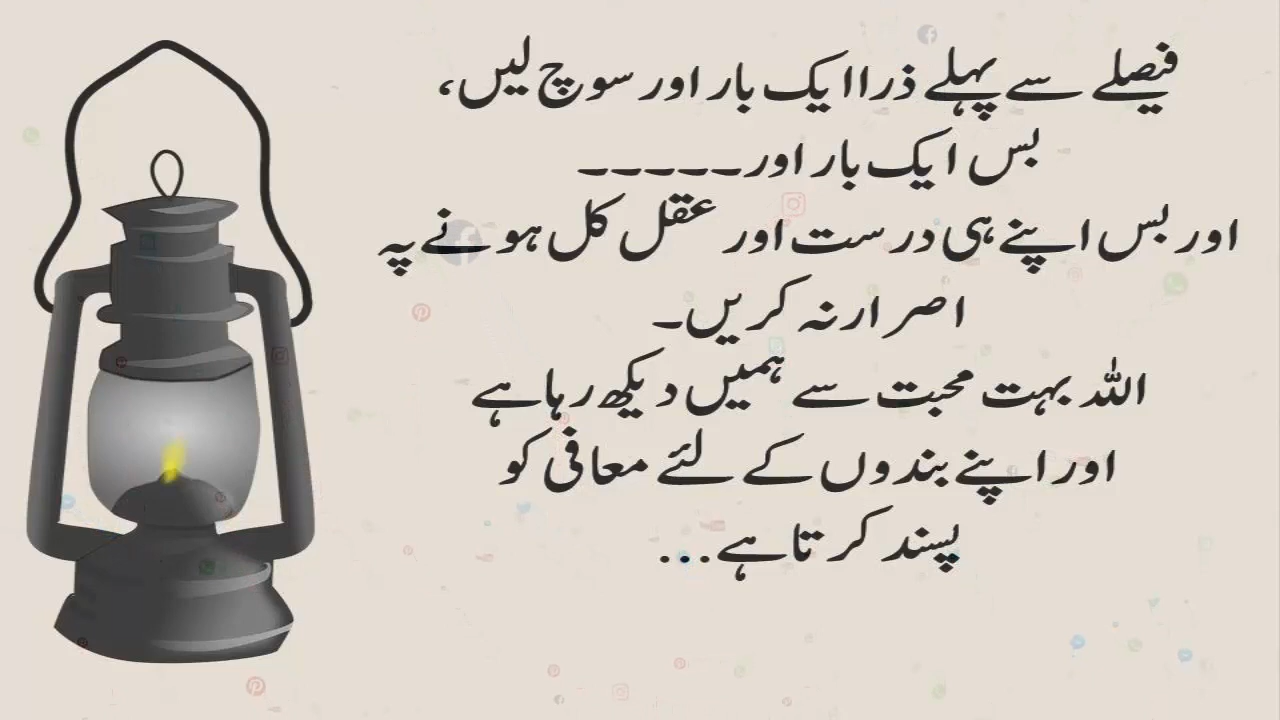 فیصلے سے پہلے ذرا ایک بار اور سوچ لیں،
بس ایک بار اور۔۔۔۔۔۔
اور بس اپنے ہی درست اور عقل کل ہونے پہ
اصرار نہ کریں۔
اللہ بہت محبت سے ہمیں دیکھ رہا ہے
اور اپنے بندوں کے لئے معافی کو
پسند کرتا ہے...